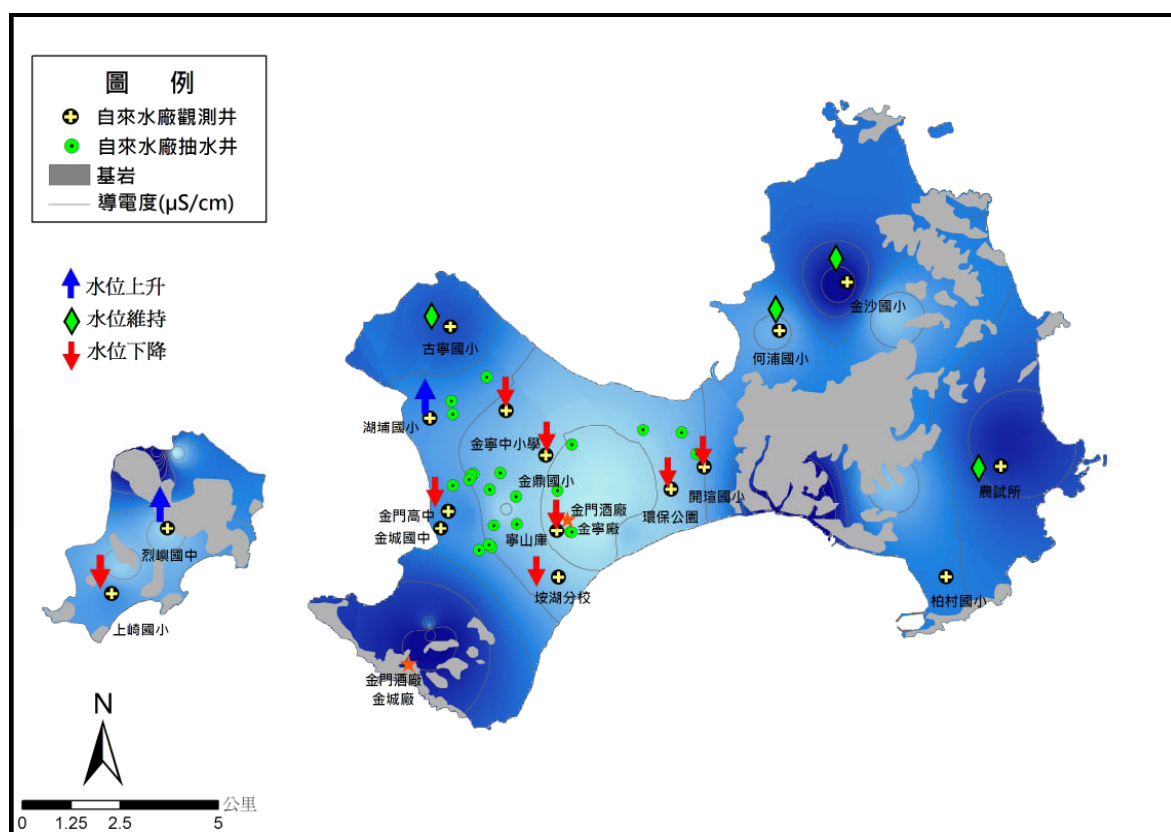 圖 例
自來水廠觀測井
自來水廠抽水井
基岩
導電度(μS/cm)
水位上升
水位維持
水位下降
金沙國小
何浦國小
古寧國小
湖埔國小
金寧中小學
金鼎國小
開瑄國小
農試所
金門高中
金城國中
環保公園
金門酒廠
金寧廠
寧山庫
烈嶼國中
垵湖分校
柏村國小
上崎國小
金門酒廠
金城廠
N
公里
0 1.25 2.5 5